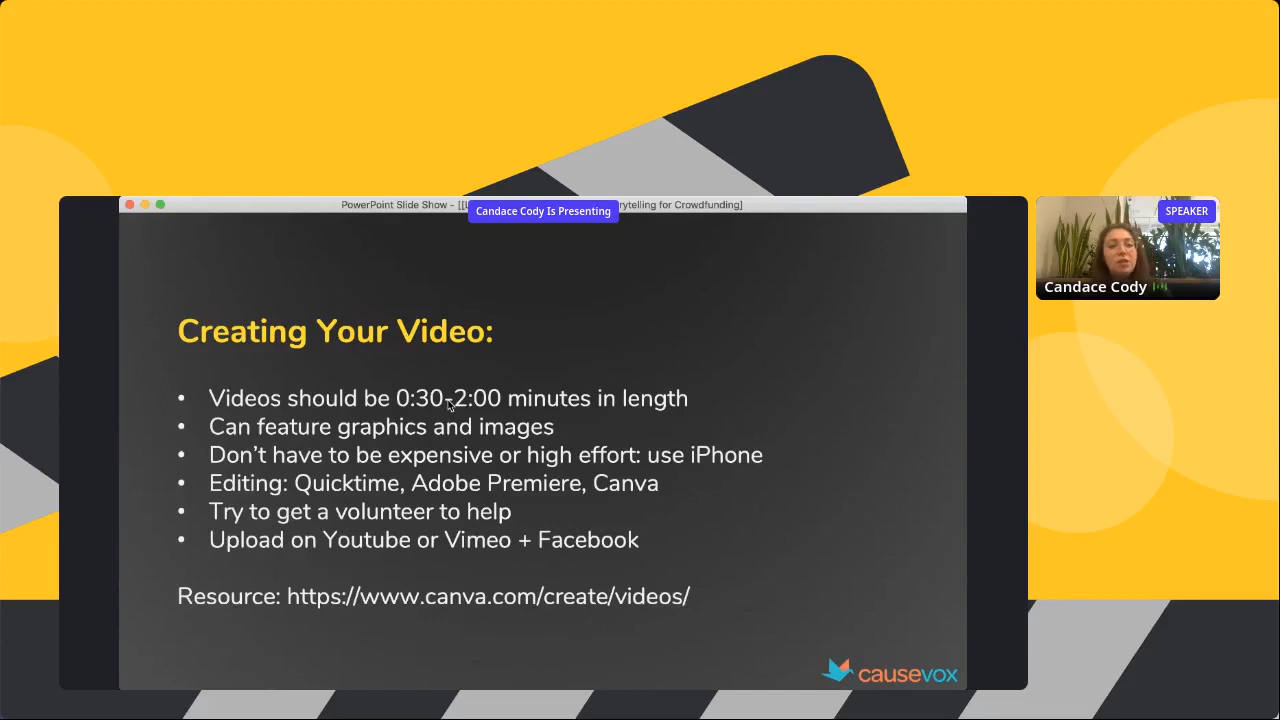 PowerPoint Slide Show - [[L
Candace Cody Is Presenting
rytelling for Crowdfunding]
SPEAKER
Candace Cody
Creating Your Video:
• Videos should be 0:30-2:00 minutes in length
• Can feature graphics and images
• Don’t have to be expensive or high effort: use iPhone
• Editing: Quicktime, Adobe Premiere, Canva
• Try to get a volunteer to help
• Upload on Youtube or Vimeo + Facebook
Resource: https://www.canva.com/create/videos/
causevox